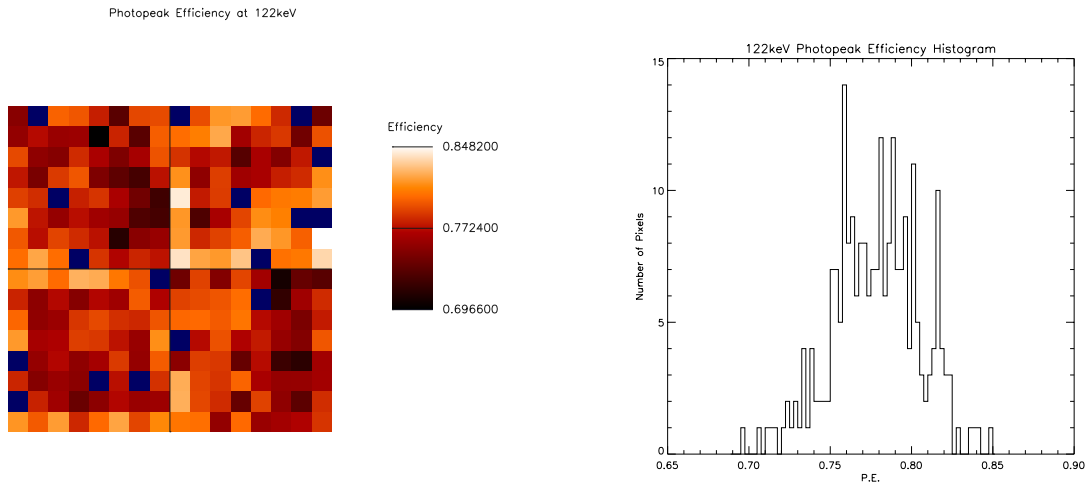 Photopeak Efficiency at 122keV
Efficiency
0.848200
0.772400
0.696600
122keV Photopeak Efficiency Histogram
Number of Pixels
15
10
5
0
0.65 0.70 0.75 0.80 0.85 0.90
P.E.